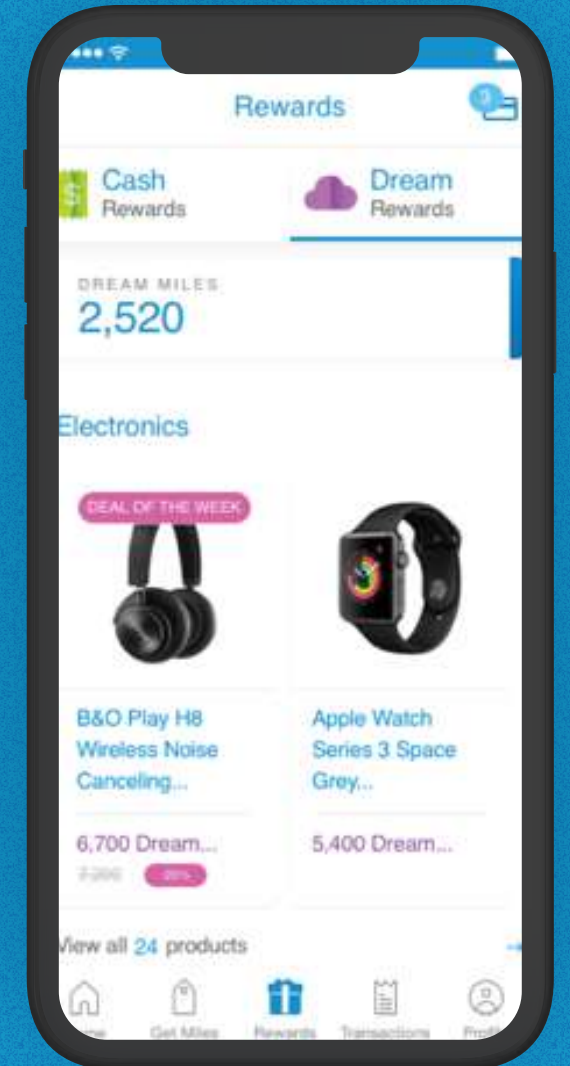 Rewards
3
Cash
Rewards
Dream
Rewards
DREAM MILES
2,520
Electronics
DEAL OF THE WEEK
B&O Play H8
Wireless Noise
Canceling...
Apple Watch
Series 3 Space
Grey...
6,700 Dream...
5,400 Dream...
View all 24 products
Get Miles
Rewards
Transactions